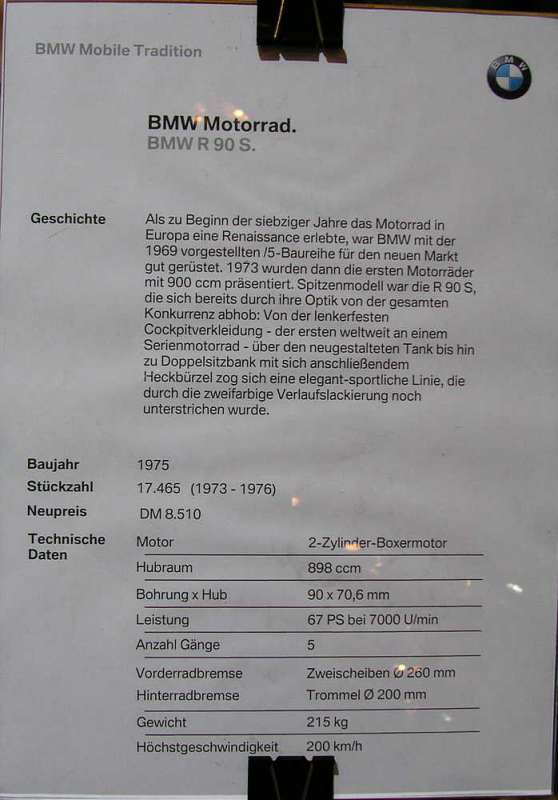 BMW Mobile Tradition
BMW
BMW Motorrad.
BMW R 90 S.
Geschichte
Als zu Beginn der siebziger Jahre das Motorrad in
Europa eine Renaissance erlebte, war BMW mit der
1969 vorgestellten /5-Baureihe für den neuen Markt
gut gerüstet. 1973 wurden dann die ersten Motorräder
mit 900 ccm präsentiert. Spitzenmodell war die R 90 S,
die sich bereits durch ihre Optik von der gesamten
Konkurrenz abhob: Von der lenkerfesten
Cockpitverkleidung - der ersten weltweit an einem
Serienmotorrad - über den neugestalteten Tank bis hin
zu Doppelsitzbank mit sich anschließendem
Heckbürzel zog sich eine elegant-sportliche Linie, die
durch die zweifarbige Verlaufslackierung noch
unterstrichen wurde.
Baujahr 1975
Stückzahl 17.465 (1973 - 1976)
Neupreis DM 8.510
Technische Daten
Motor 2-Zylinder-Boxermotor
Hubraum 898 ccm
Bohrung x Hub 90 x 70,6 mm
Leistung 67 PS bei 7000 U/min
Anzahl Gänge 5
Vorderradbremse Zweischeiben Ø 260 mm
Hinterradbremse Trommel Ø 200 mm
Gewicht 215 kg
Höchstgeschwindigkeit 200 km/h